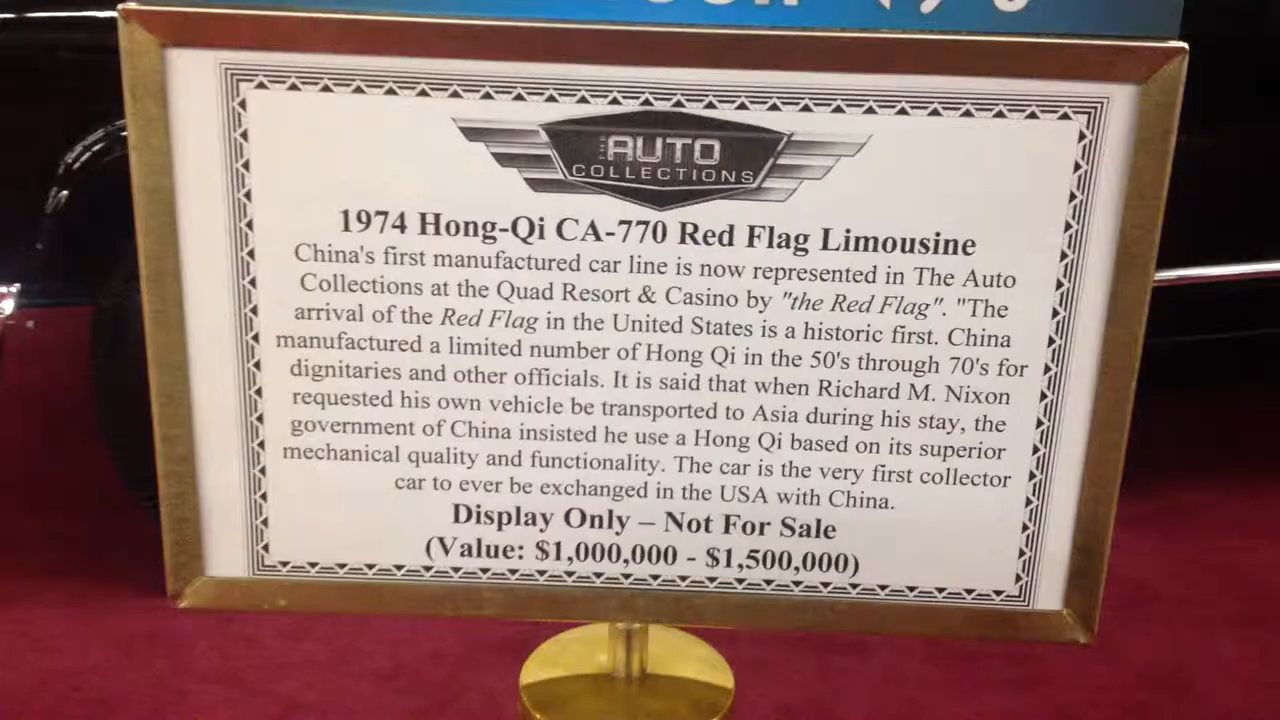 THE AUTO
COLLECTIONS
1974 Hong-Qi CA-770 Red Flag Limousine
China's first manufactured car line is now represented in The Auto
Collections at the Quad Resort & Casino by "the Red Flag". "The
arrival of the Red Flag in the United States is a historic first. China
manufactured a limited number of Hong Qi in the 50's through 70's for
dignitaries and other officials. It is said that when Richard M. Nixon
requested his own vehicle be transported to Asia during his stay, the
government of China insisted he use a Hong Qi based on its superior
mechanical quality and functionality. The car is the very first collector
car to ever be exchanged in the USA with China.
Display Only – Not For Sale
(Value: $1,000,000 - $1,500,000)